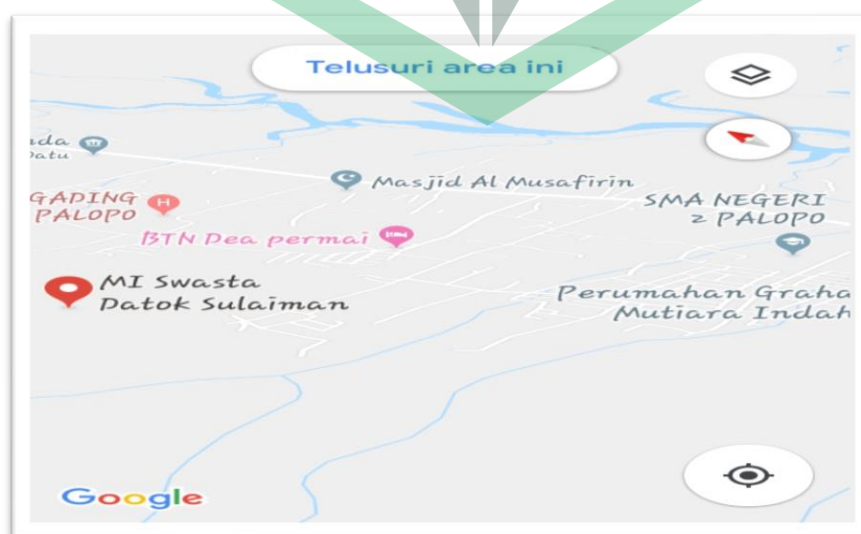 Telusuri area ini
Masjid Al Musafirin
GADING
PALOPO
SMA NEGERI
2 PALOPO
BTN Dea permai
MI Swasta
Datok Sulaiman
Perumahan Graha
Mutiara Indah
Google